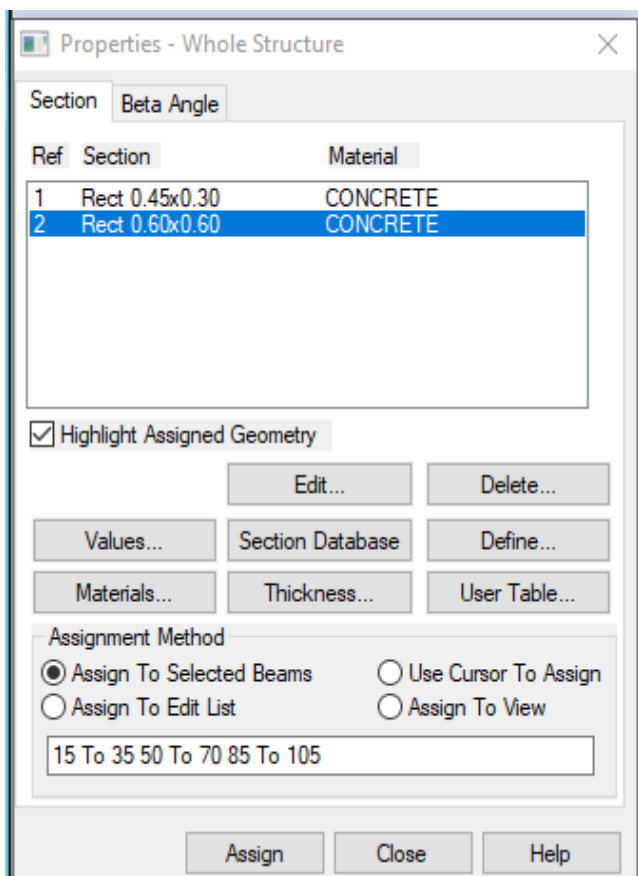 Properties - Whole Structure
Section Beta Angle
Ref Section Material
1 Rect 0.45x0.30 CONCRETE
2 Rect 0.60x0.60 CONCRETE
Highlight Assigned Geometry
Edit... Delete...
Values... Section Database Define...
Materials... Thickness... User Table...
Assignment Method
Assign To Selected Beams Use Cursor To Assign
Assign To Edit List Assign To View
15 To 35 50 To 70 85 To 105
Assign Close Help